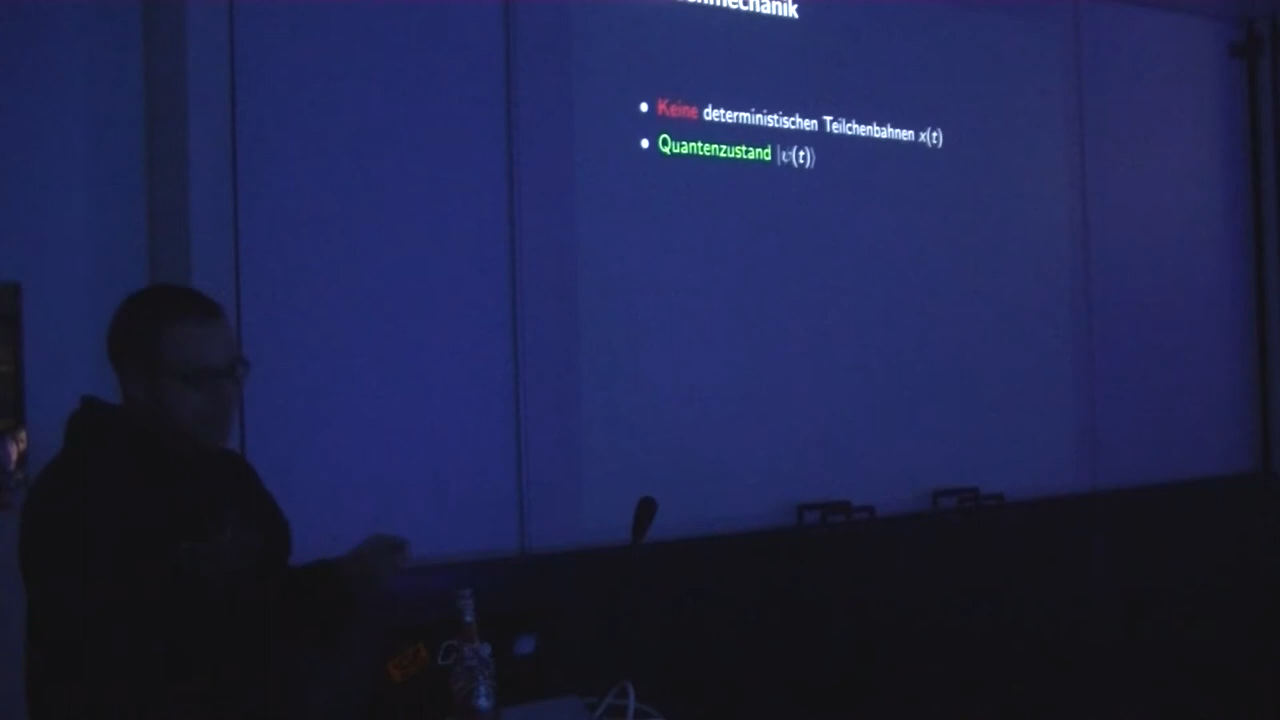 • Keine deterministischen Teilchenbahnen x(t)
• Quantenzustand |ψ(t)⟩